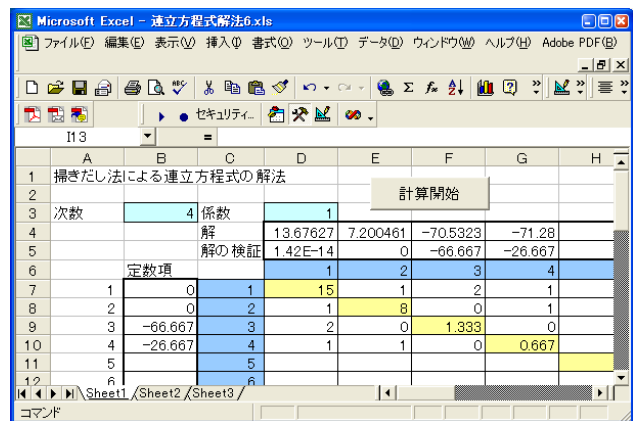 Microsoft Excel - 連立方程式解法6.xls
ファイル(F) 編集(E) 表示(V) 挿入(I) 書式(O) ツール(T) データ(D) ウィンドウ(W) ヘルプ(H) Adobe PDF(B)
セキュリティ...
I13 =
A B C D E F G H
1 掃きだし法による連立方程式の解法
2 計算開始
3 次数 4 係数 1
4 解 13.67627 7.200461 -70.5323 -71.28
5 解の検証 1.42E-14 0 -66.667 -26.667
6 定数項 1 2 3 4
7 1 0 1 15 1 2 1
8 2 0 2 1 8 0 1
9 3 -66.667 3 2 0 1.333 0
10 4 -26.667 4 1 1 0 0.667
11 5 5
12 6 6
Sheet1 Sheet2 Sheet3
コマンド